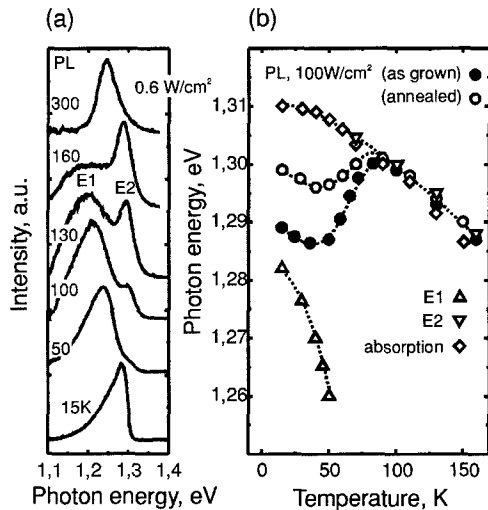 (a)
(b)
PL
0.6 W/cm²
300
160
E1
E2
130
100
50
15K
Intensity, a.u.
1,1 1,2 1,3 1,4
Photon energy, eV
PL, 100W/cm² (as grown)
(annealed)
1,31
1,30
1,29
1,28
1,27
1,26
Photon energy, eV
E1
E2
absorption
0 50 100 150
Temperature, K